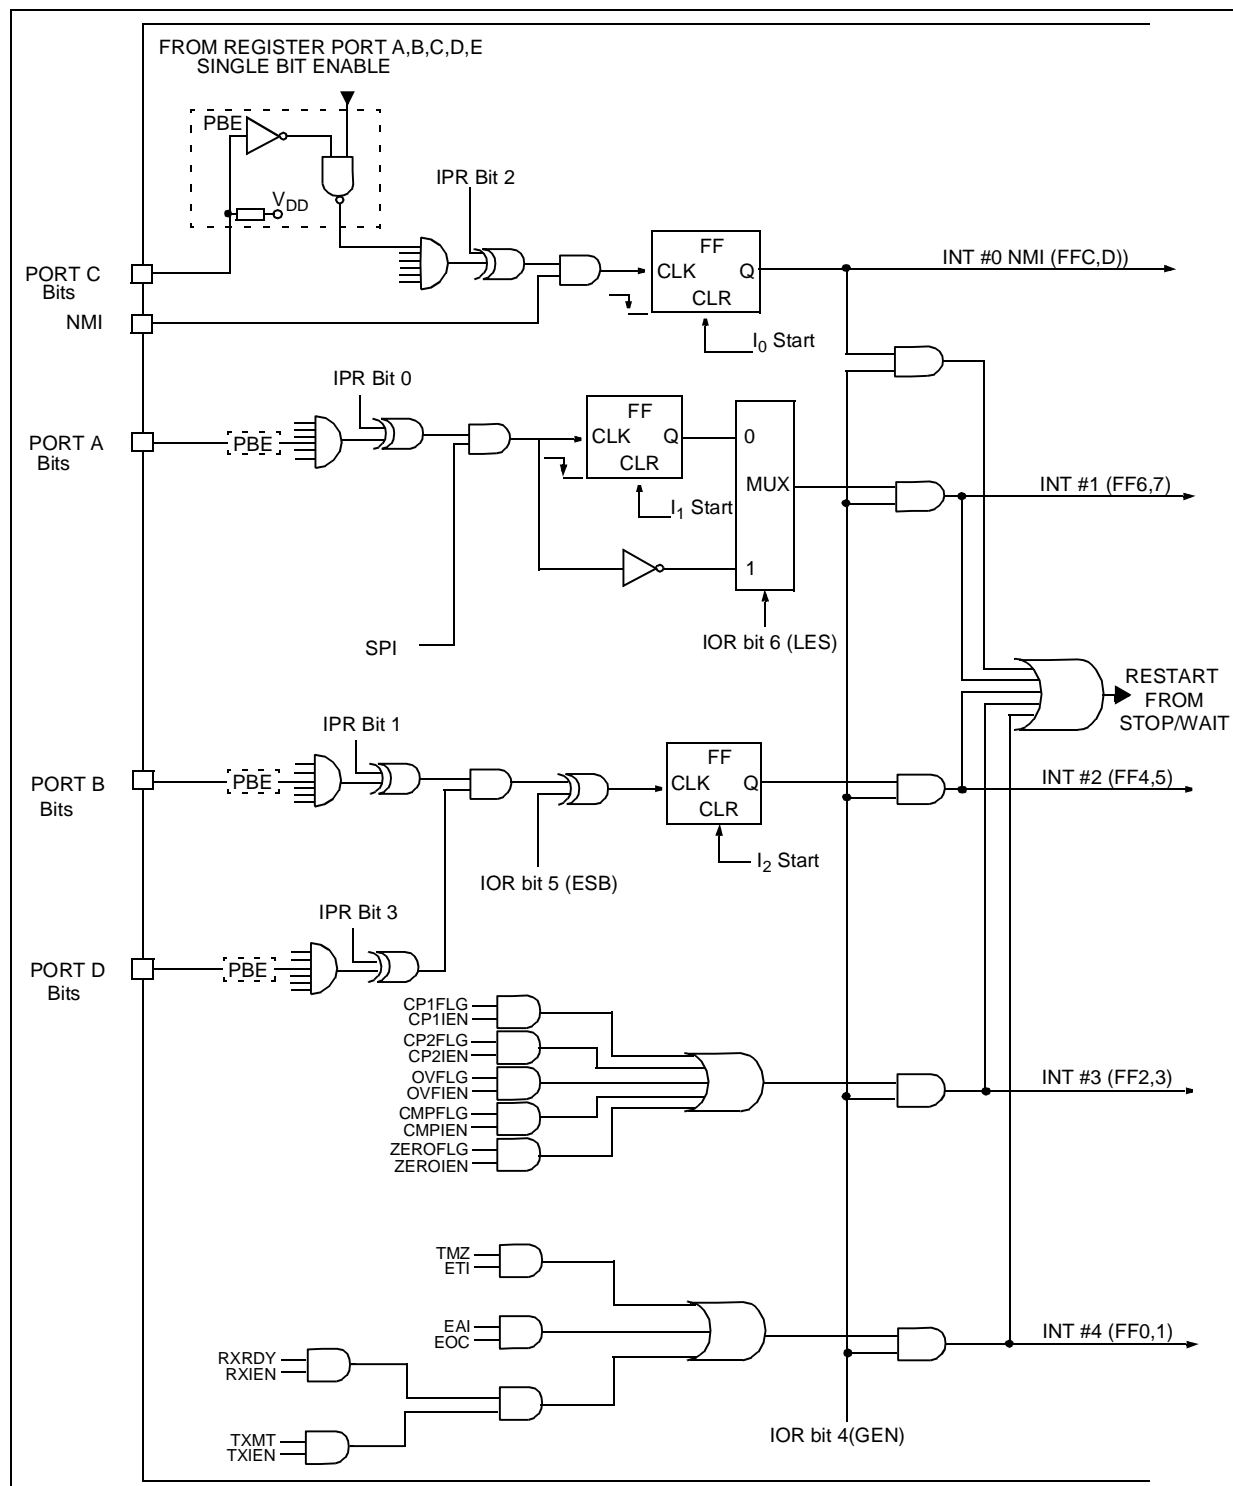 FROM REGISTER PORT A,B,C,D,E
SINGLE BIT ENABLE
PBE
VDD
IPR Bit 2
PORT C
Bits
NMI
FF
CLK
Q
CLR
I0 Start
INT #0 NMI (FFC,D))
IPR Bit 0
PORT A
Bits
PBE
FF
CLK
Q
CLR
I1 Start
0
MUX
1
INT #1 (FF6,7)
SPI
IOR bit 6 (LES)
RESTART
FROM
STOP/WAIT
IPR Bit 1
PORT B
Bits
PBE
FF
CLK
Q
CLR
I2 Start
INT #2 (FF4,5)
IOR bit 5 (ESB)
IPR Bit 3
PORT D
Bits
PBE
CP1FLG
CP1IEN
CP2FLG
CP2IEN
OVFLG
OVFIEN
CMPFLG
CMPIEN
ZEROFLG
ZEROIEN
INT #3 (FF2,3)
TMZ
ETI
EAI
EOC
RXRDY
RXIEN
TXMT
TXIEN
INT #4 (FF0,1)
IOR bit 4(GEN)